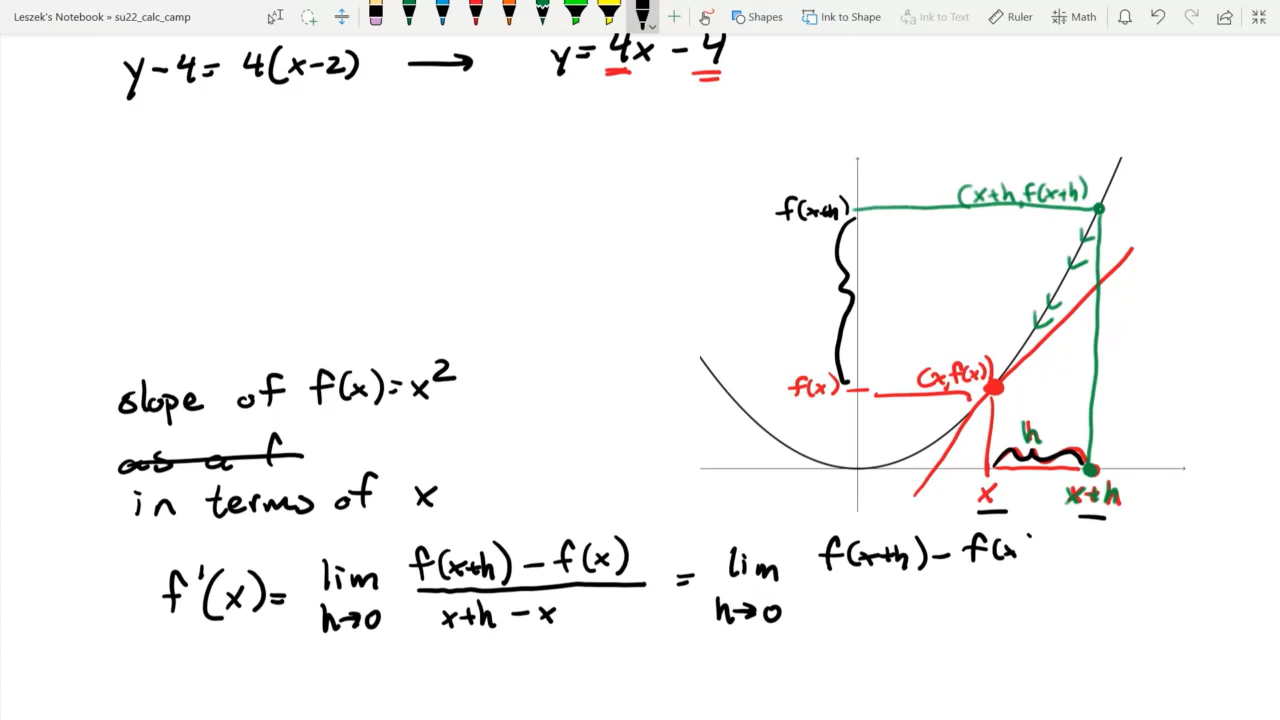 Leszek's Notebook » su22_calc_camp
Shapes
Ink to Shape
Ink to Text
Ruler
Math
y-4 = 4(x-2) → y = 4x - 4
(x+h, f(x+h)
f(x+h)
f(x)
(x, f(x))
h
x
x+h
slope of f(x) = x²
as a f
in terms of x
f'(x) = lim h→0 f(x+h) - f(x) / x+h - x = lim h→0 f(x+h) - f(x